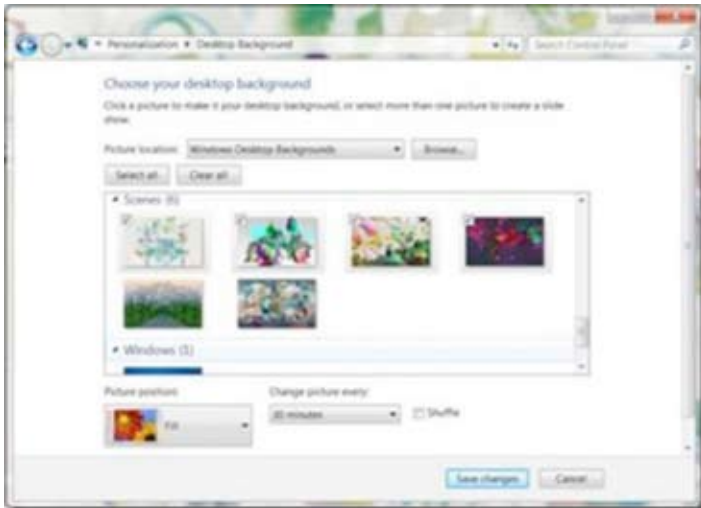 Personalization Desktop Background
Search Control Panel
Choose your desktop background
Click a picture to make it your desktop background, or select more than one picture to create a slide
show.
Picture location: Windows Desktop Backgrounds Browse...
Select all Clear all
Scenes (6)
Windows (1)
Picture position:
Change picture every:
Fill
30 minutes
Shuffle
Save changes Cancel